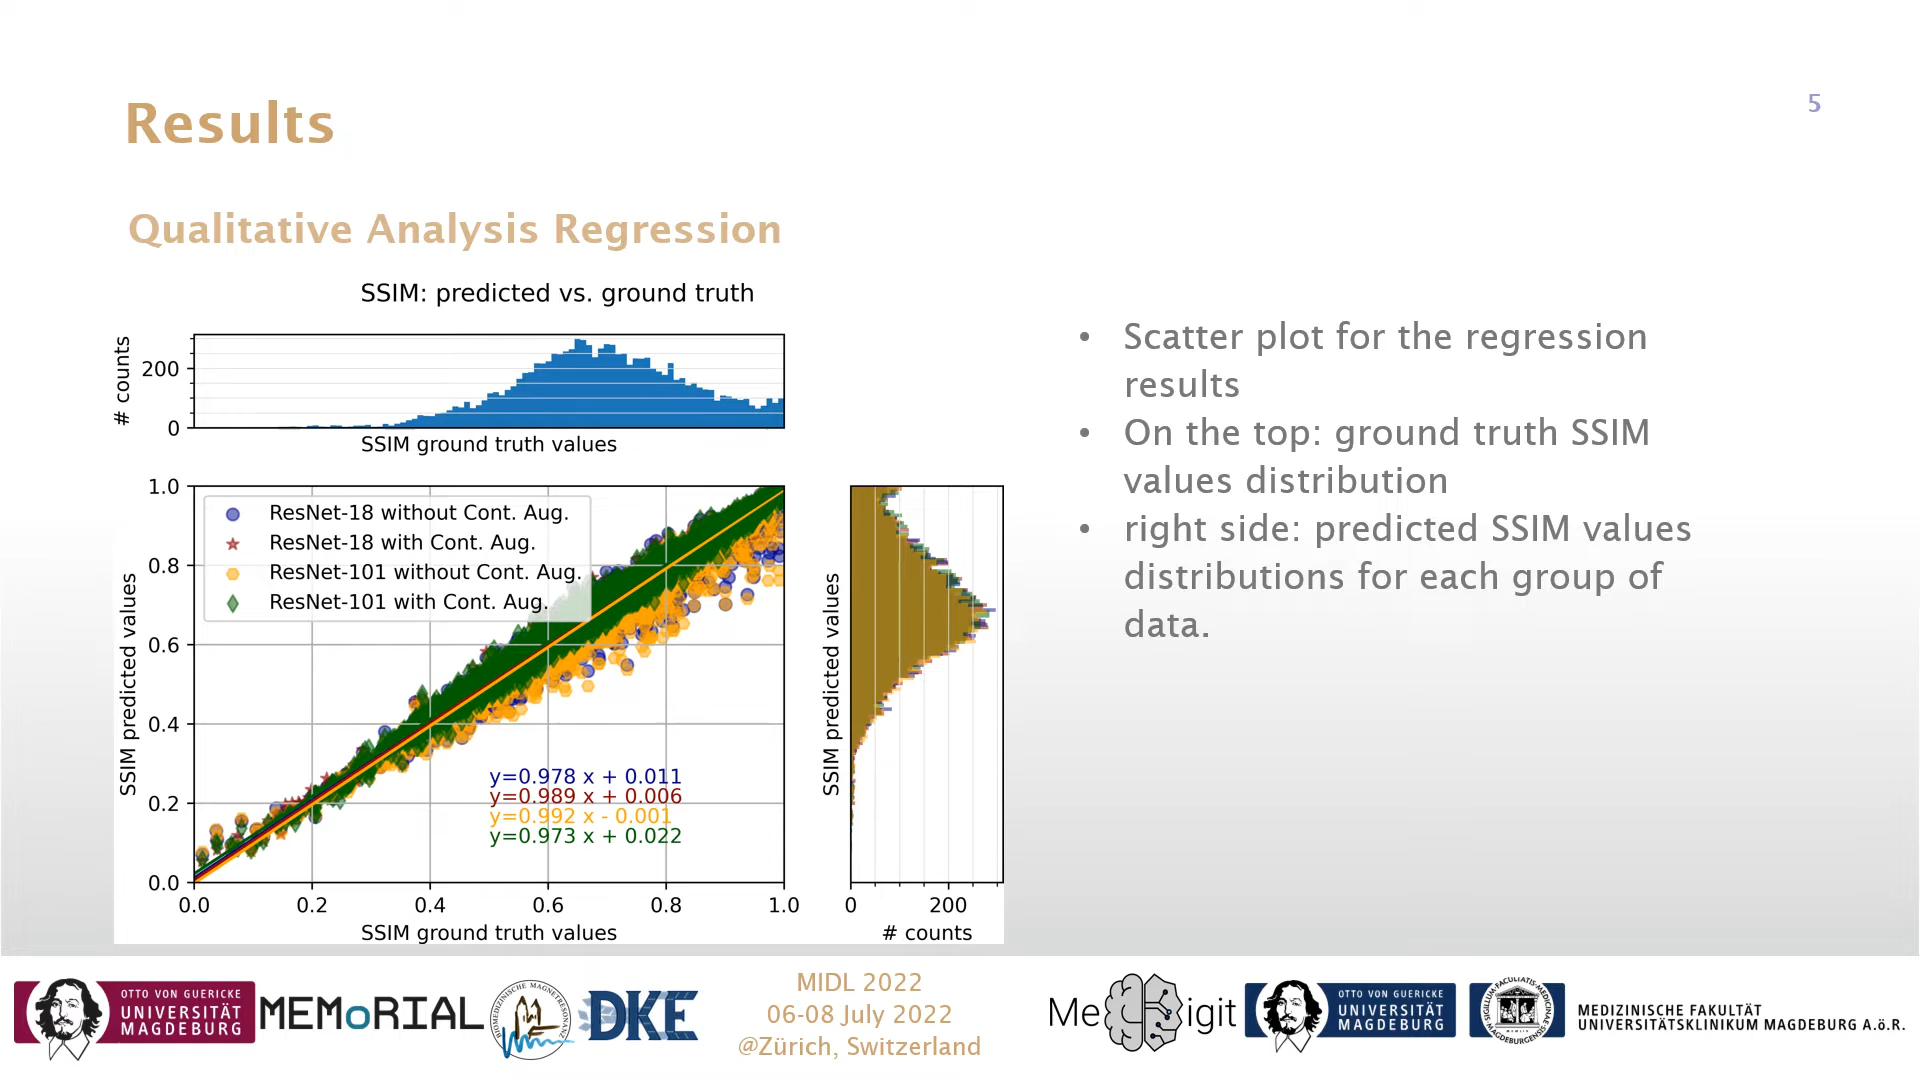 Results
5
Qualitative Analysis Regression
SSIM: predicted vs. ground truth
# counts
200
0
SSIM ground truth values
1.0
0.8
0.6
0.4
0.2
0.0
SSIM predicted values
ResNet-18 without Cont. Aug.
ResNet-18 with Cont. Aug.
ResNet-101 without Cont. Aug.
ResNet-101 with Cont. Aug.
y=0.978 x + 0.011
y=0.989 x + 0.006
y=0.992 x - 0.001
y=0.973 x + 0.022
0.0 0.2 0.4 0.6 0.8 1.0
SSIM ground truth values
SSIM predicted values
0 200
# counts
• Scatter plot for the regression
results
• On the top: ground truth SSIM
values distribution
• right side: predicted SSIM values
distributions for each group of
data.
OTTO VON GUERICKE
UNIVERSITÄT
MAGDEBURG
MEMoRIAL
BIOMEDIZINISCHE MAGNETRESONANZ
DKE
MIDL 2022
06-08 July 2022
@Zürich, Switzerland
Me igit
OTTO VON GUERICKE
UNIVERSITÄT
MAGDEBURG
MEDIZINISCHE FAKULTÄT
UNIVERSITÄTSKLINIKUM MAGDEBURG A.ö.R.